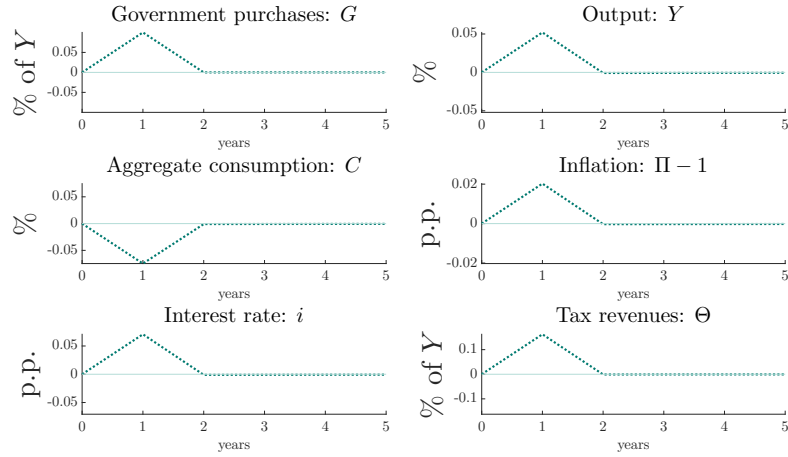 Government purchases: G
% of Y
0.05
0
-0.05
0 1 2 3 4 5
years
Output: Y
%
0.05
0
-0.05
0 1 2 3 4 5
years
Aggregate consumption: C
%
0.05
0
-0.05
0 1 2 3 4 5
years
Inflation: Π − 1
p.p.
0.02
0
-0.02
0 1 2 3 4 5
years
Interest rate: i
p.p.
0.05
0
-0.05
0 1 2 3 4 5
years
Tax revenues: Θ
% of Y
0.1
0
-0.1
0 1 2 3 4 5
years